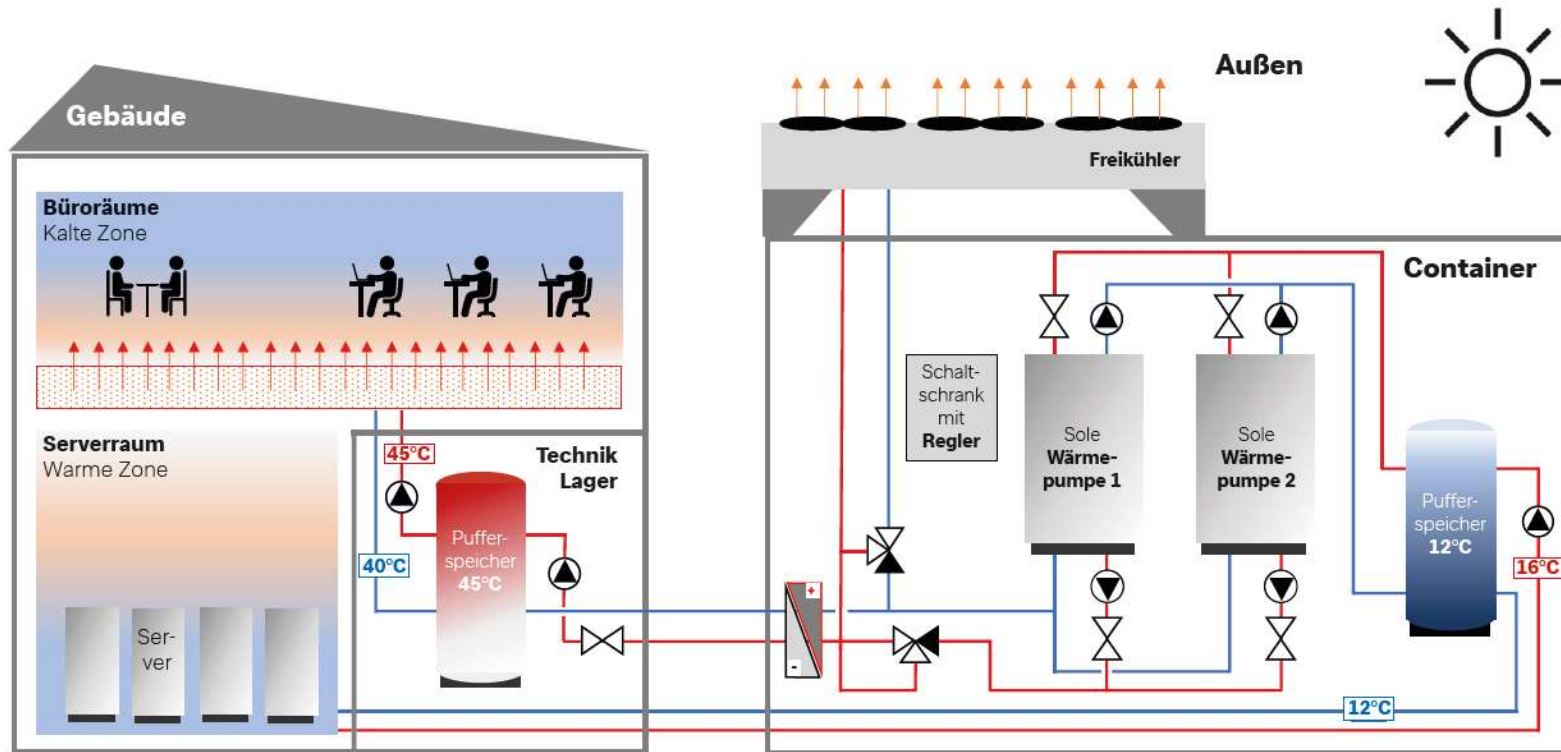 Außen
Gebäude
Freikühler
Büroräume
Kalte Zone
Container
Schalt-
schrank
mit
Regler
Sole
Wärme-
pumpe 1
Sole
Wärme-
pumpe 2
Serverraum
Warme Zone
45°C
Technik
Lager
Puffer-
speicher
45°C
40°C
Puffer-
speicher
12°C
16°C
+
-
Ser-
ver
12°C